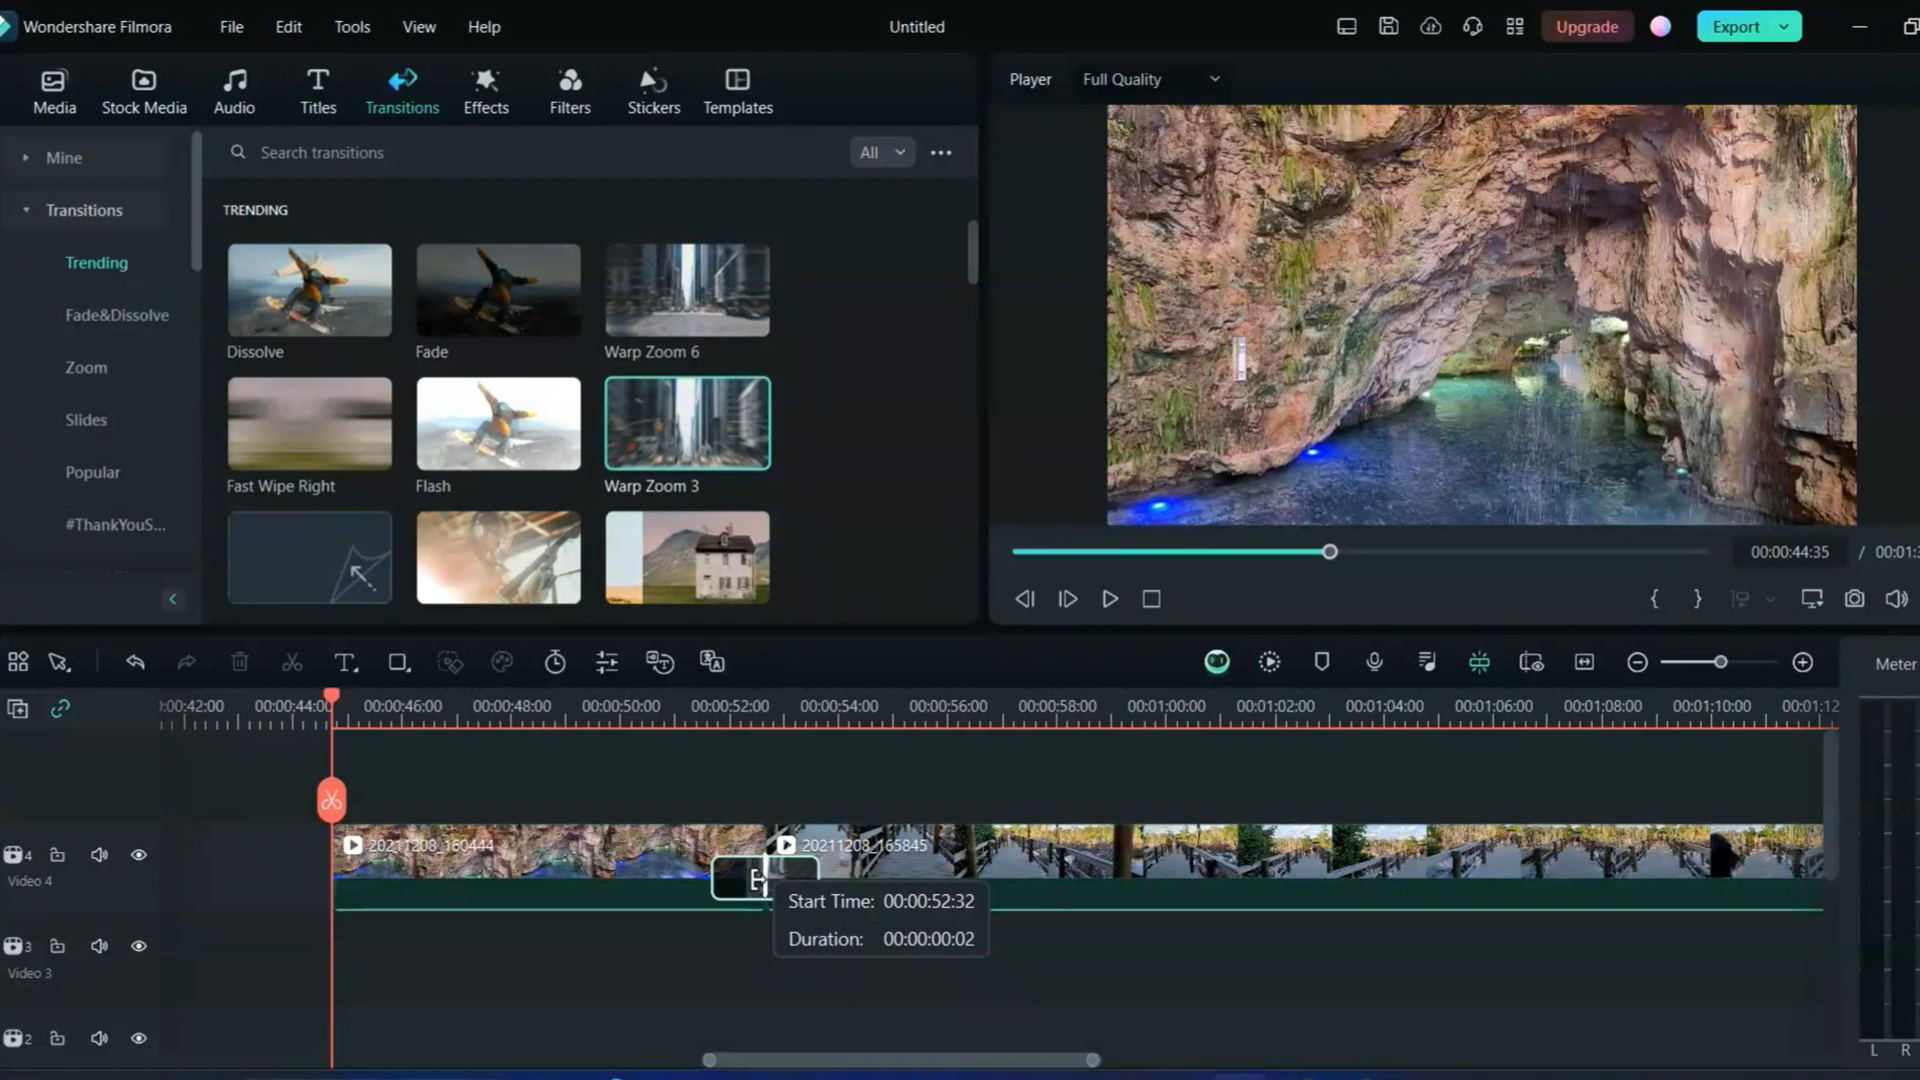 Wondershare Filmora
File
Edit
Tools
View
Help
Untitled
Upgrade
Export
Media
Stock Media
Audio
Titles
Transitions
Effects
Filters
Stickers
Templates
Player
Full Quality
Mine
Search transitions
All
Transitions
TRENDING
Trending
Fade&Dissolve
Zoom
Slides
Popular
#ThankYouS...
Dissolve
Fade
Warp Zoom 6
Fast Wipe Right
Flash
Warp Zoom 3
00:00:44:35
/ 00:01:3
{ }
Meter
):00:42:00
00:00:44:00
00:00:46:00
00:00:48:00
00:00:50:00
00:00:52:00
00:00:54:00
00:00:56:00
00:00:58:00
00:01:00:00
00:01:02:00
00:01:04:00
00:01:06:00
00:01:08:00
00:01:10:00
00:01:12
20211208_160444
20211208_165845
4
Video 4
Start Time: 00:00:52:32
Duration: 00:00:00:02
3
Video 3
2
L R